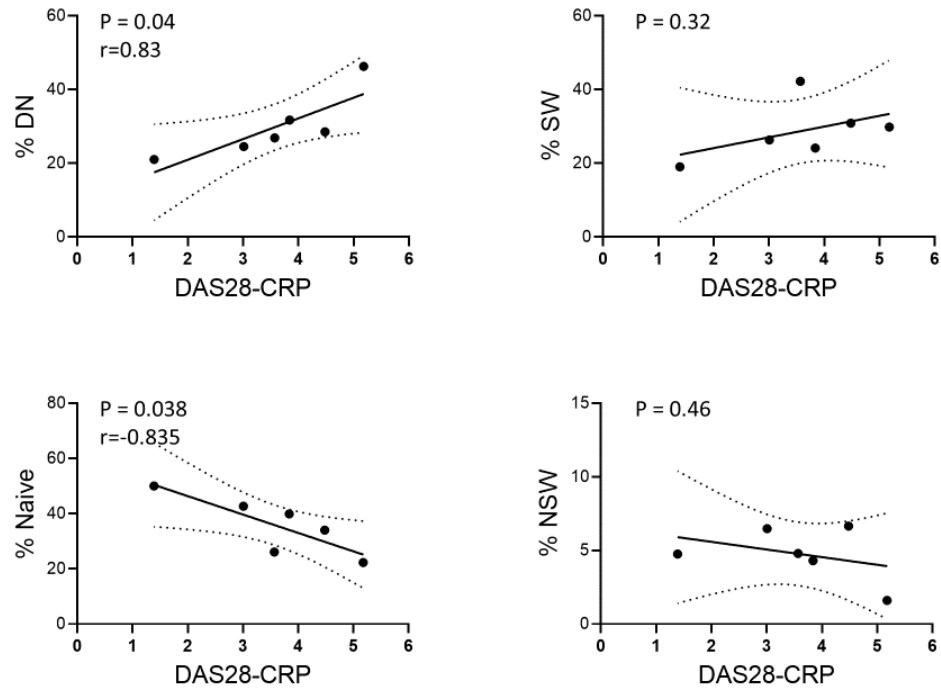 P = 0.04
r=0.83
% DN
60
40
20
0
0 1 2 3 4 5 6
DAS28-CRP
P = 0.32
% SW
60
40
20
0
0 1 2 3 4 5 6
DAS28-CRP
P = 0.038
r=-0.835
% Naive
80
60
40
20
0
0 1 2 3 4 5 6
DAS28-CRP
P = 0.46
% NSW
15
10
5
0
0 1 2 3 4 5 6
DAS28-CRP